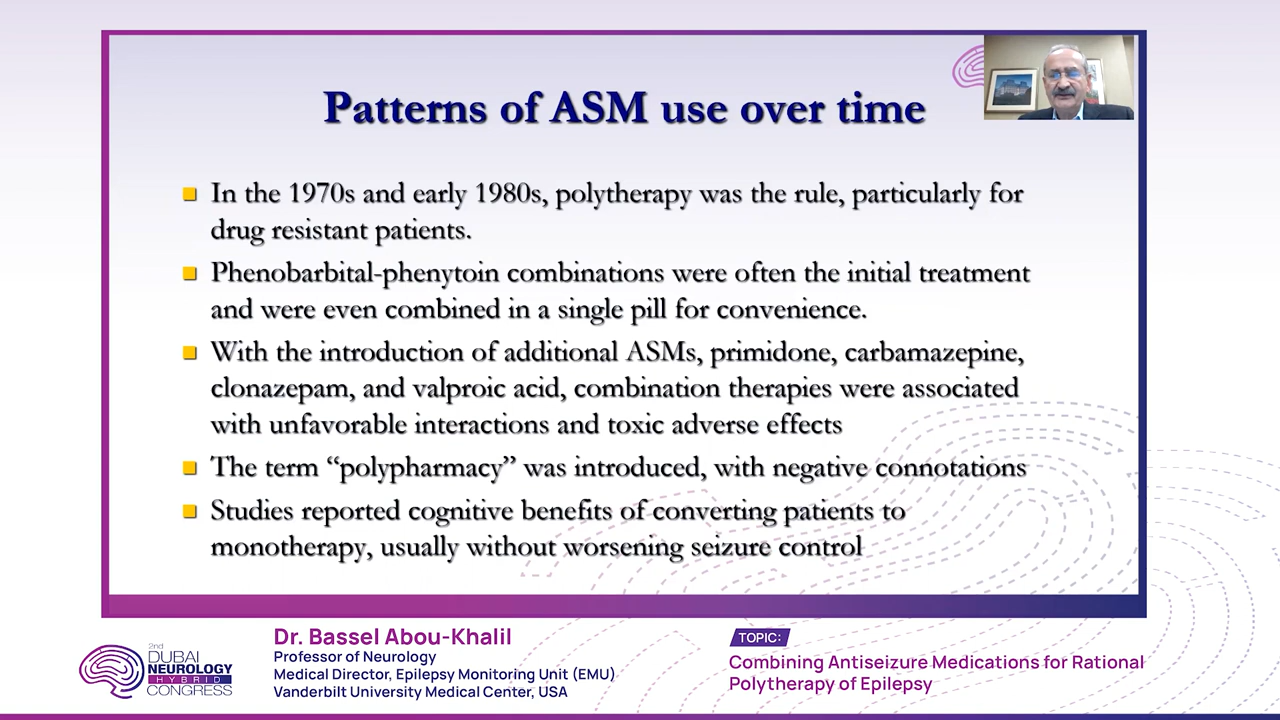 Patterns of ASM use over time
In the 1970s and early 1980s, polytherapy was the rule, particularly for
drug resistant patients.
Phenobarbital-phenytoin combinations were often the initial treatment
and were even combined in a single pill for convenience.
With the introduction of additional ASMs, primidone, carbamazepine,
clonazepam, and valproic acid, combination therapies were associated
with unfavorable interactions and toxic adverse effects
The term “polypharmacy” was introduced, with negative connotations
Studies reported cognitive benefits of converting patients to
monotherapy, usually without worsening seizure control
2nd
DUBAI
NEUROLOGY
HYBRID
CONGRESS
Dr. Bassel Abou-Khalil
Professor of Neurology
Medical Director, Epilepsy Monitoring Unit (EMU)
Vanderbilt University Medical Center, USA
TOPIC:
Combining Antiseizure Medications for Rational
Polytherapy of Epilepsy